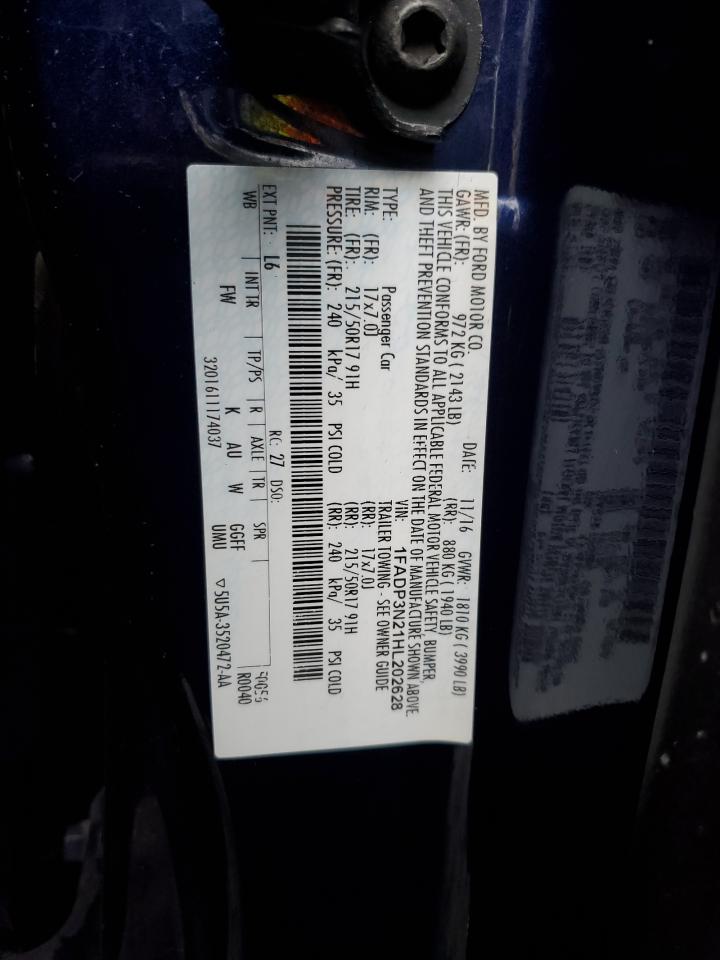 MFD. BY FORD MOTOR CO.
DATE: 11/16 GVWR: 1810 KG ( 3990 LB)
GAWR: (FR): 972 KG ( 2143 LB) (RR): 880 KG ( 1940 LB)
THIS VEHICLE CONFORMS TO ALL APPLICABLE FEDERAL MOTOR VEHICLE SAFETY, BUMPER,
AND THEFT PREVENTION STANDARDS IN EFFECT ON THE DATE OF MANUFACTURE SHOWN ABOVE.
VIN: 1FADP3N21HL202628
TYPE: Passenger Car TRAILER TOWING - SEE OWNER GUIDE
RIM: (FR): 17x7.0J (RR): 17x7.0J
TIRE: (FR): 215/50R17 91H (RR): 215/50R17 91H
PRESSURE: (FR): 240 kPa/ 35 PSI COLD (RR): 240 kPa/ 35 PSI COLD
EXT PNT: L6 RC: 27 DSO:
WB INT TR TP/PS R AXLE TR SPR
FW K AU W GGFF
UMU R0040
3201611174037 ▽5U5A-3520472-AA